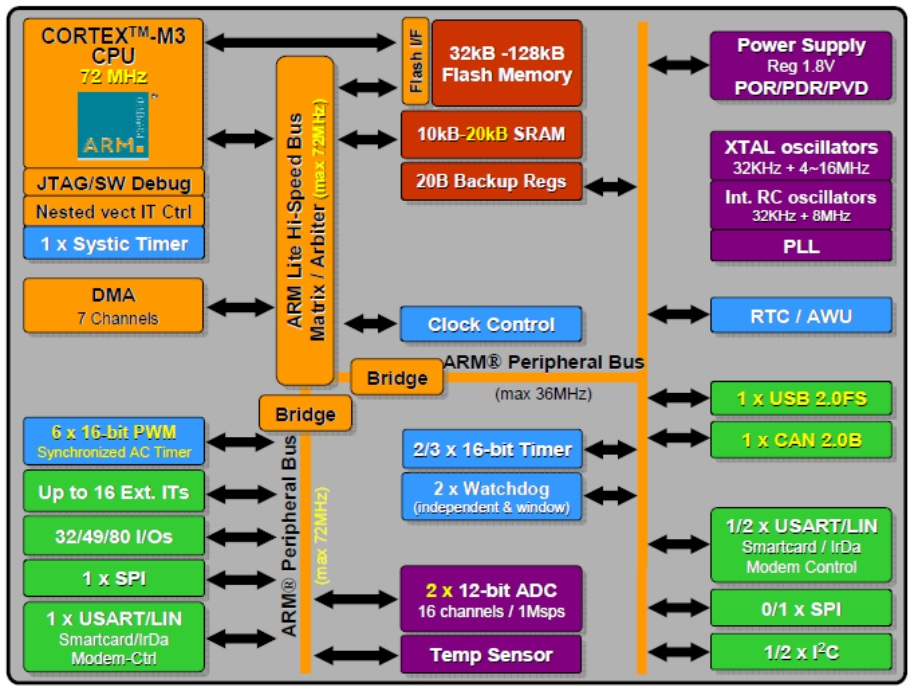 CORTEX™-M3
CPU
72 MHz
ARM
POWERED
™
JTAG/SW Debug
Nested vect IT Ctrl
1 x Systic Timer
DMA
7 Channels
ARM Lite Hi-Speed Bus
Matrix / Arbiter (max 72MHz)
Flash I/F
32kB -128kB
Flash Memory
10kB-20kB SRAM
20B Backup Regs
Clock Control
ARM® Peripheral Bus
(max 36MHz)
Bridge
Bridge
6 x 16-bit PWM
Synchronized AC Timer
Up to 16 Ext. ITs
32/49/80 I/Os
1 x SPI
1 x USART/LIN
Smartcard/IrDa
Modem-Ctrl
ARM® Peripheral Bus
(max 72MHz)
2/3 x 16-bit Timer
2 x Watchdog
(independent & window)
2 x 12-bit ADC
16 channels / 1Msps
Temp Sensor
Power Supply
Reg 1.8V
POR/PDR/PVD
XTAL oscillators
32KHz + 4~16MHz
Int. RC oscillators
32KHz + 8MHz
PLL
RTC / AWU
1 x USB 2.0FS
1 x CAN 2.0B
1/2 x USART/LIN
Smartcard / IrDa
Modem Control
0/1 x SPI
1/2 x I²C